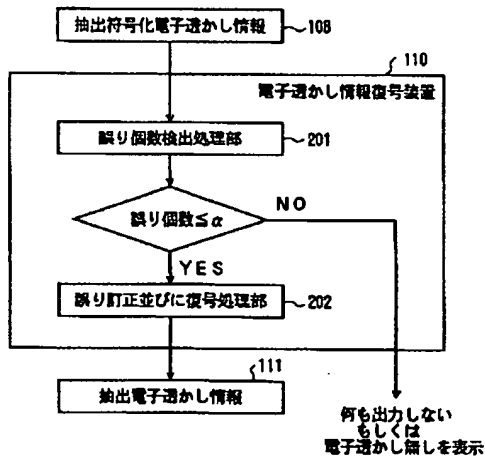 抽出符号化電子透かし情報
108
110
電子透かし情報復号装置
誤り個数検出処理部
201
誤り個数≦α
NO
YES
誤り訂正並びに復号処理部
202
111
抽出電子透かし情報
何も出力しない
もしくは
電子透かし無しを表示